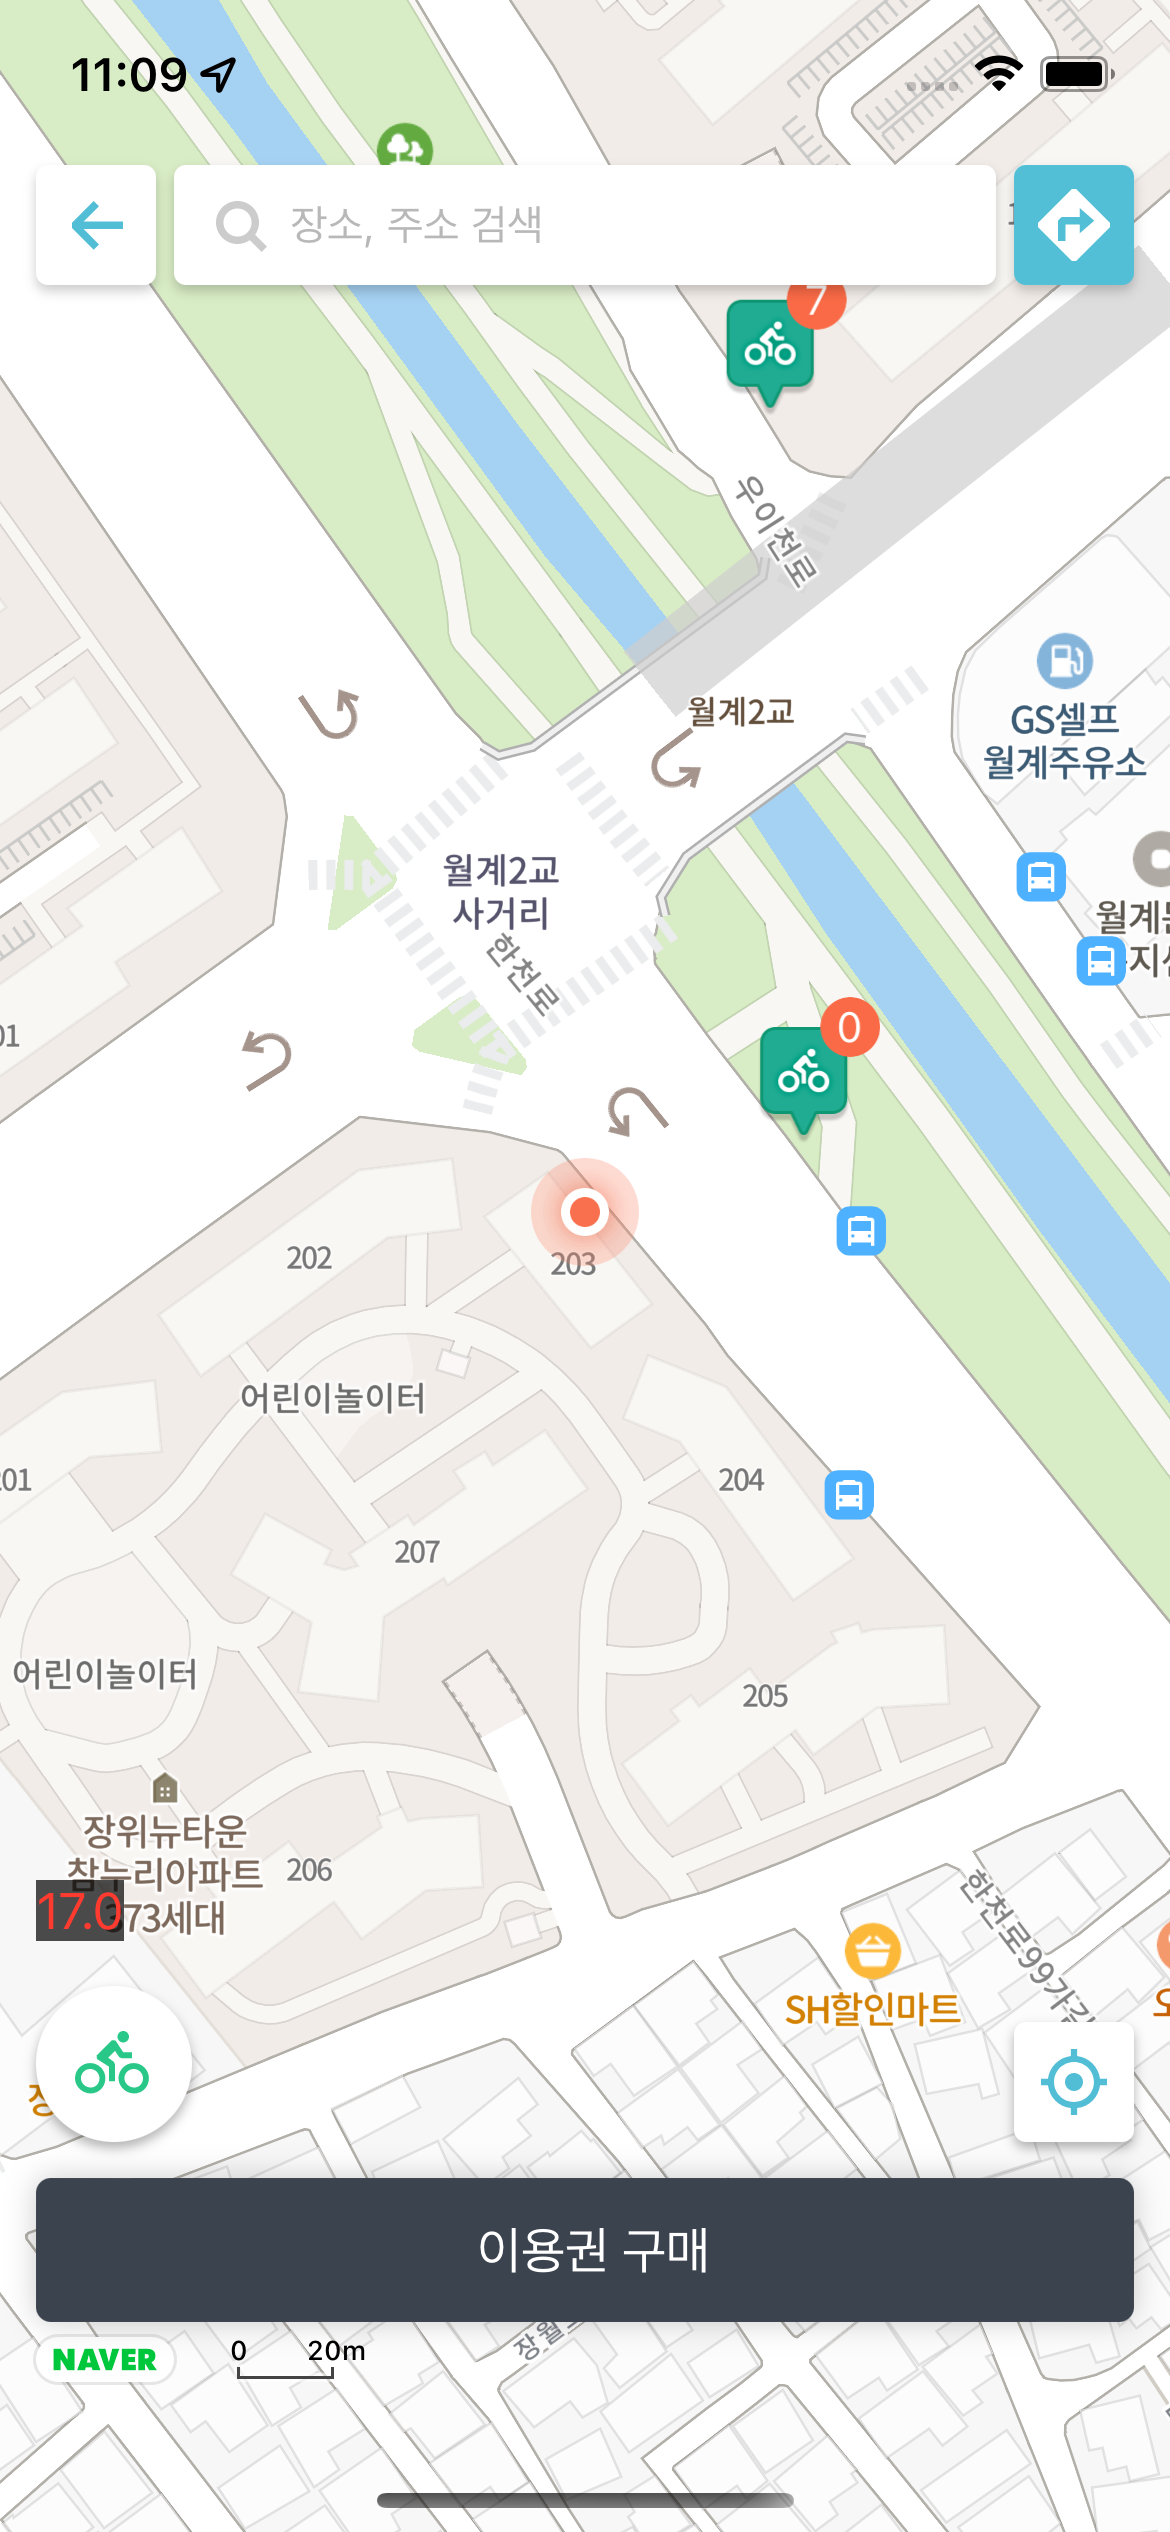 11:09
장소, 주소 검색
7
우이천로
GS셀프
월계주유소
월계2교
월계2교
사거리
한천로
0
202
203
어린이놀이터
204
207
어린이놀이터
205
장위뉴타운
참누리아파트
373세대
206
17.0
한천로99가길
SH할인마트
이용권 구매
NAVER
0 20m